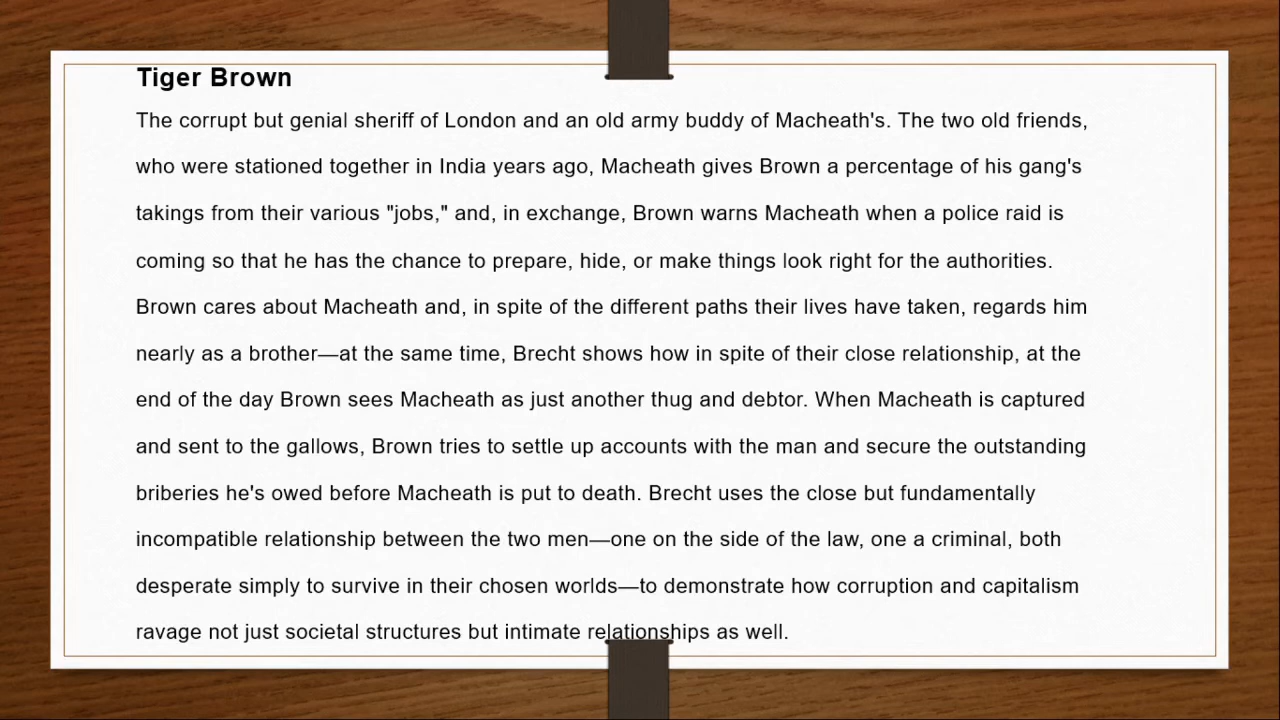 Tiger Brown
The corrupt but genial sheriff of London and an old army buddy of Macheath's. The two old friends,
who were stationed together in India years ago, Macheath gives Brown a percentage of his gang's
takings from their various "jobs," and, in exchange, Brown warns Macheath when a police raid is
coming so that he has the chance to prepare, hide, or make things look right for the authorities.
Brown cares about Macheath and, in spite of the different paths their lives have taken, regards him
nearly as a brother—at the same time, Brecht shows how in spite of their close relationship, at the
end of the day Brown sees Macheath as just another thug and debtor. When Macheath is captured
and sent to the gallows, Brown tries to settle up accounts with the man and secure the outstanding
briberies he's owed before Macheath is put to death. Brecht uses the close but fundamentally
incompatible relationship between the two men—one on the side of the law, one a criminal, both
desperate simply to survive in their chosen worlds—to demonstrate how corruption and capitalism
ravage not just societal structures but intimate relationships as well.